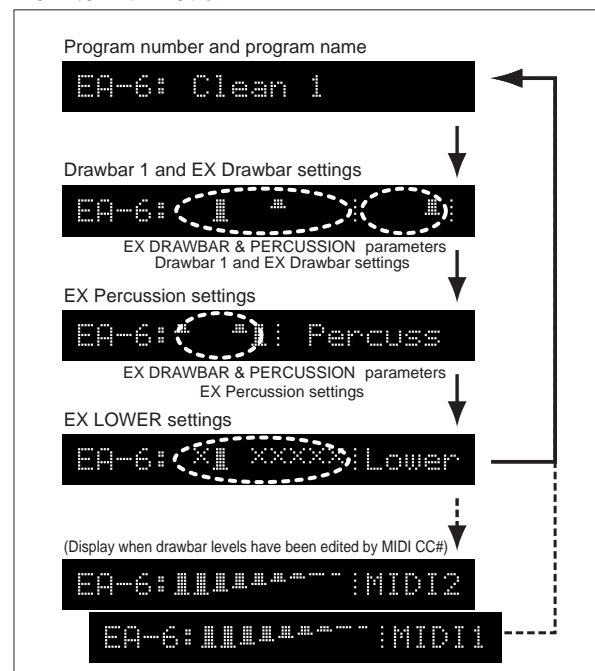 Program number and program name
EA-6: Clean 1
Drawbar 1 and EX Drawbar settings
EA-6:
EX DRAWBAR & PERCUSSION parameters
Drawbar 1 and EX Drawbar settings
EX Percussion settings
EA-6: Percuss
EX DRAWBAR & PERCUSSION parameters
EX Percussion settings
EX LOWER settings
EA-6: X XXXXX Lower
(Display when drawbar levels have been edited by MIDI CC#)
EA-6: MIDI2
EA-6: MIDI1